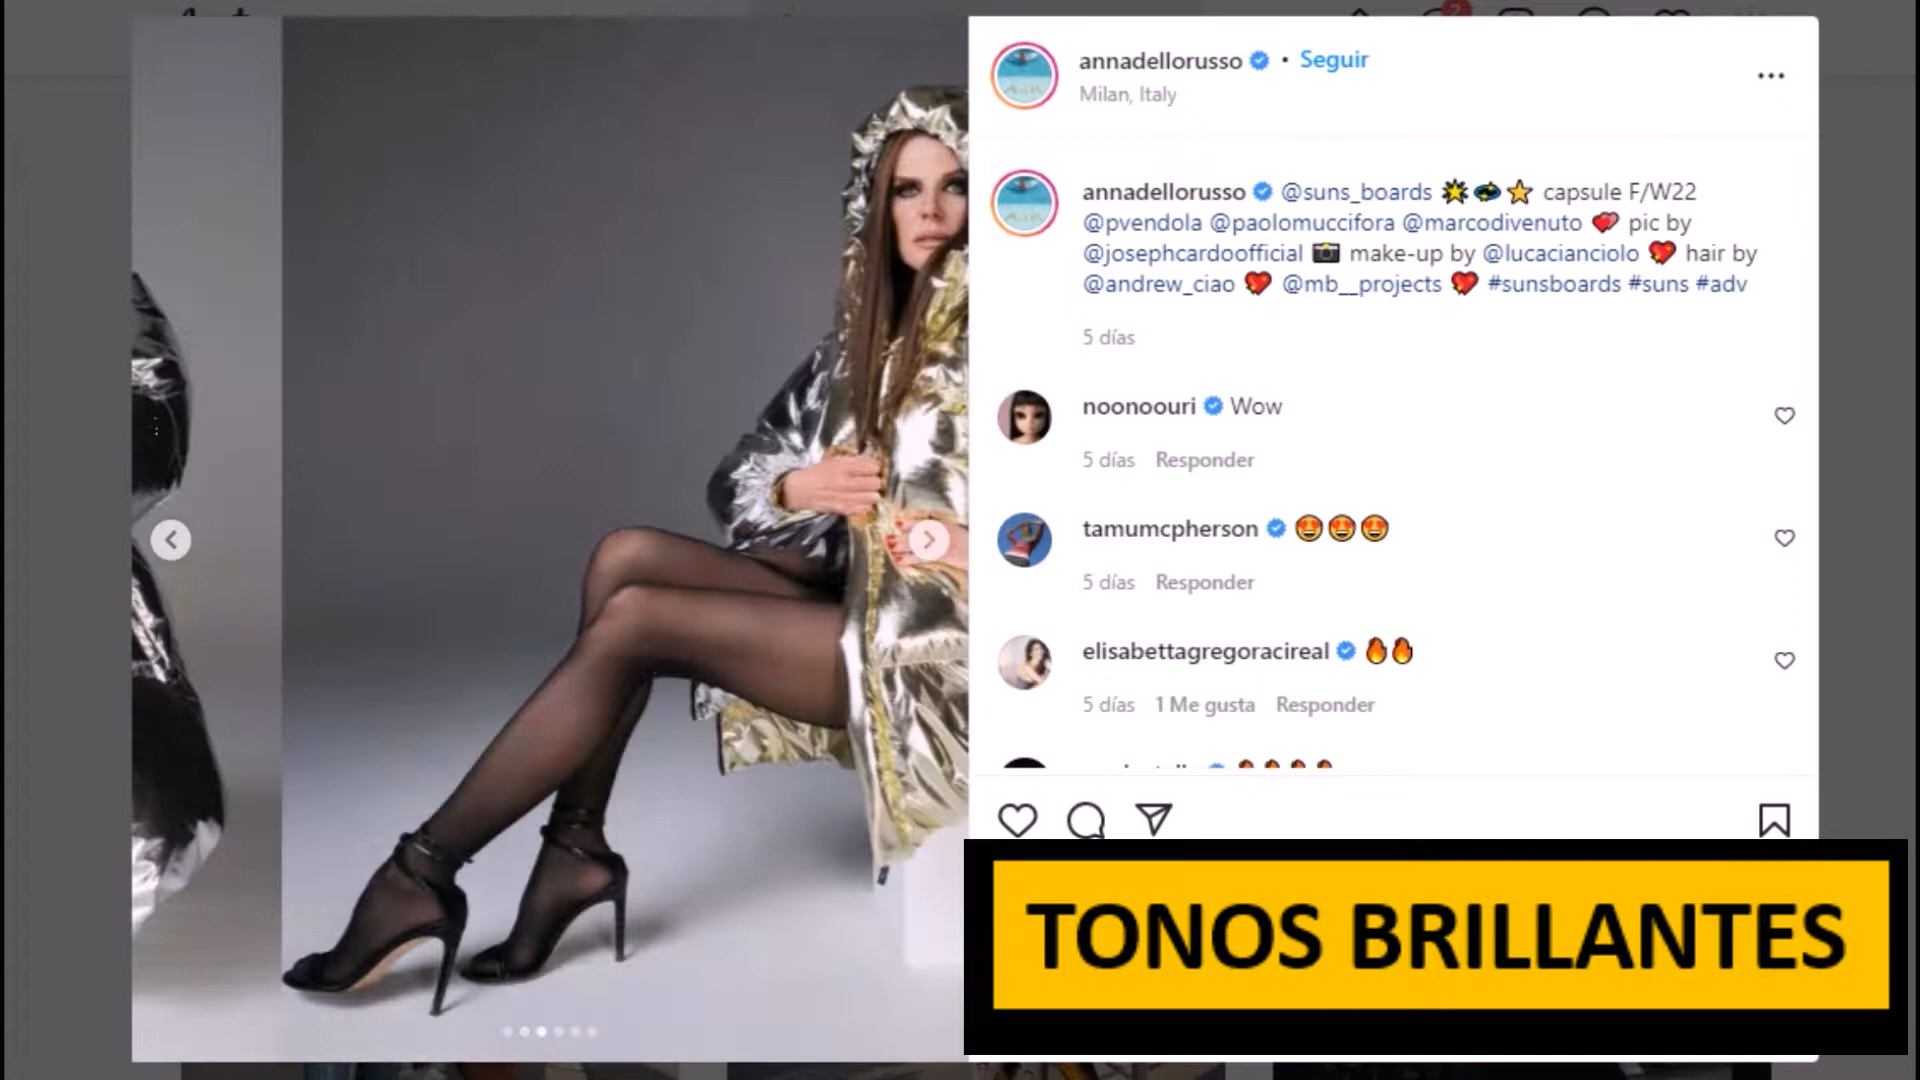 2
annadellorusso • Seguir
Milan, Italy
annadellorusso @suns_boards capsule F/W22
@pvendola @paolomuccifora @marcodivenuto pic by
@josephcardoofficial make-up by @lucacianciolo hair by
@andrew_ciao @mb__projects #sunsboards #suns #adv
5 días
noonoouri Wow
5 días Responder
tamumcpherson
5 días Responder
elisabettagregoracireal
5 días 1 Me gusta Responder
TONOS BRILLANTES